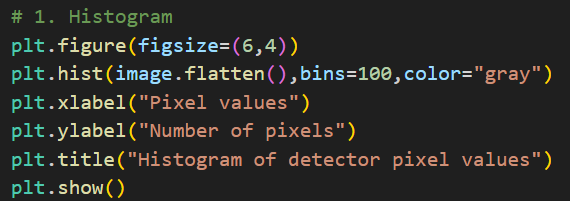 # 1. Histogram
plt.figure(figsize=(6,4))
plt.hist(image.flatten(),bins=100,color="gray")
plt.xlabel("Pixel values")
plt.ylabel("Number of pixels")
plt.title("Histogram of detector pixel values")
plt.show()